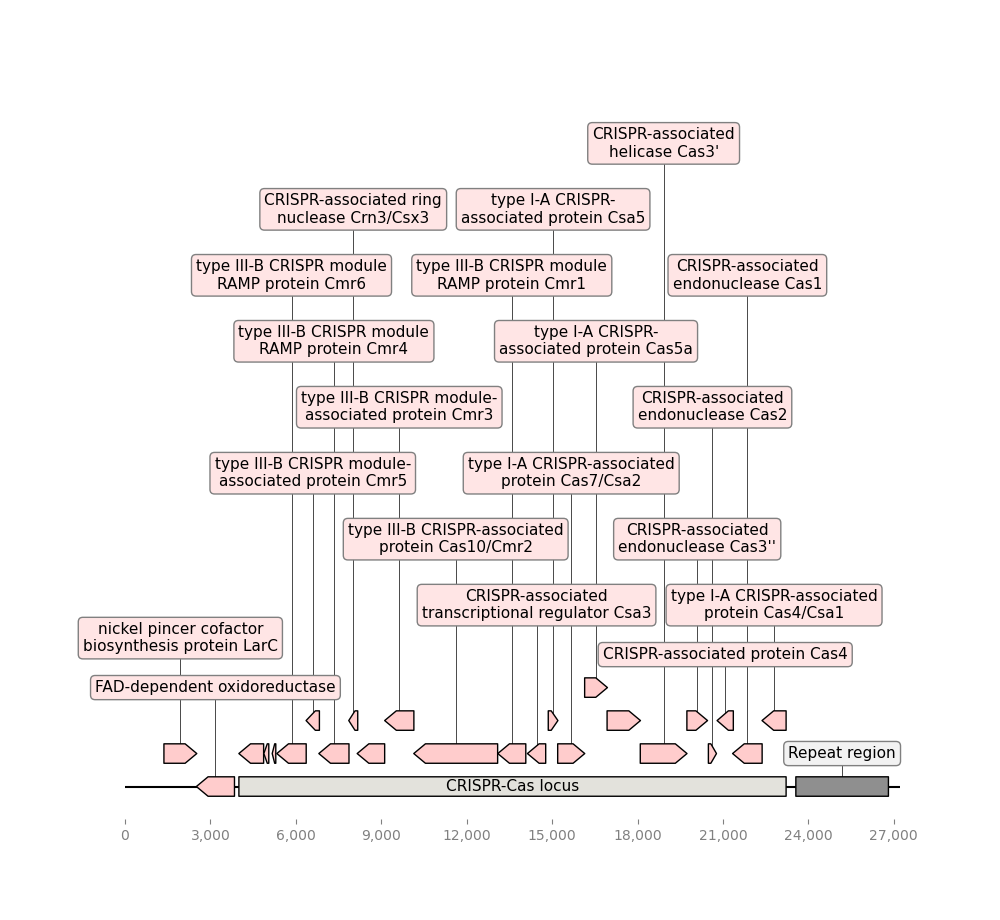 CRISPR-associated
helicase Cas3'
CRISPR-associated ring
nuclease Crn3/Csx3
type I-A CRISPR-
associated protein Csa5
type III-B CRISPR module
RAMP protein Cmr6
type III-B CRISPR module
RAMP protein Cmr1
CRISPR-associated
endonuclease Cas1
type III-B CRISPR module
RAMP protein Cmr4
type I-A CRISPR-
associated protein Cas5a
type III-B CRISPR module-
associated protein Cmr3
CRISPR-associated
endonuclease Cas2
type III-B CRISPR module-
associated protein Cmr5
type I-A CRISPR-associated
protein Cas7/Csa2
type III-B CRISPR-associated
protein Cas10/Cmr2
CRISPR-associated
endonuclease Cas3''
CRISPR-associated
transcriptional regulator Csa3
type I-A CRISPR-associated
protein Cas4/Csa1
nickel pincer cofactor
biosynthesis protein LarC
CRISPR-associated protein Cas4
FAD-dependent oxidoreductase
Repeat region
CRISPR-Cas locus
0 3,000 6,000 9,000 12,000 15,000 18,000 21,000 24,000 27,000